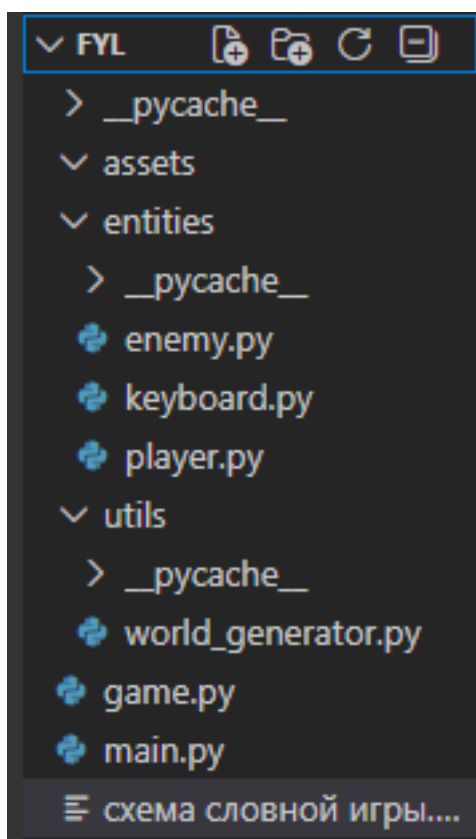 FYL
__pycache__
assets
entities
__pycache__
enemy.py
keyboard.py
player.py
utils
__pycache__
world_generator.py
game.py
main.py
схема словной игры....